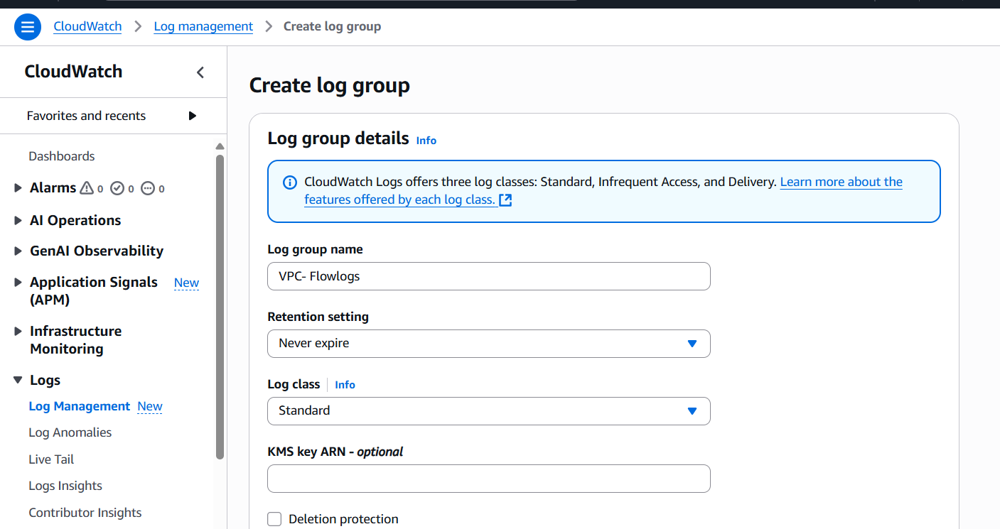 CloudWatch > Log management > Create log group
CloudWatch
Favorites and recents
Dashboards
Alarms 0 0 0
AI Operations
GenAI Observability
Application Signals New
(APM)
Infrastructure
Monitoring
Logs
Log Management New
Log Anomalies
Live Tail
Logs Insights
Contributor Insights
Create log group
Log group details Info
CloudWatch Logs offers three log classes: Standard, Infrequent Access, and Delivery. Learn more about the
features offered by each log class.
Log group name
VPC- Flowlogs
Retention setting
Never expire
Log class Info
Standard
KMS key ARN - optional
Deletion protection